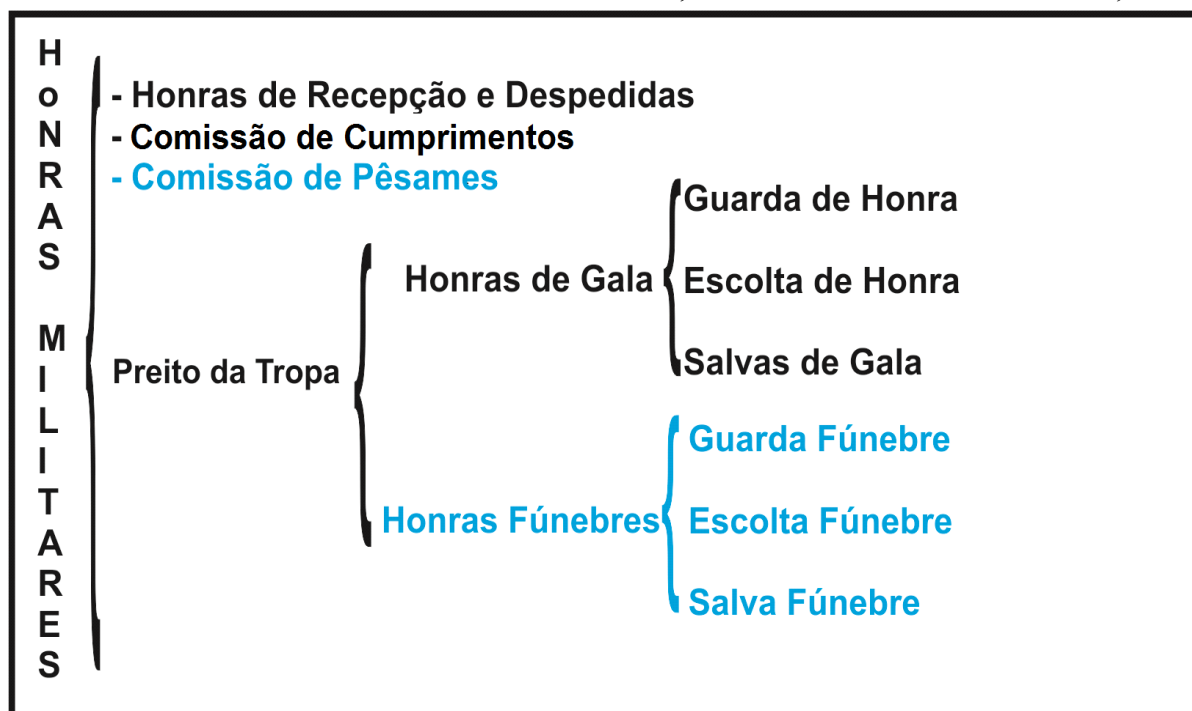 HoNRAS MILITARES
- Honras de Recepção e Despedidas
- Comissão de Cumprimentos
- Comissão de Pêsames
Preito da Tropa
Honras de Gala
Guarda de Honra
Escolta de Honra
Salvas de Gala
Honras Fúnebres
Guarda Fúnebre
Escolta Fúnebre
Salva Fúnebre